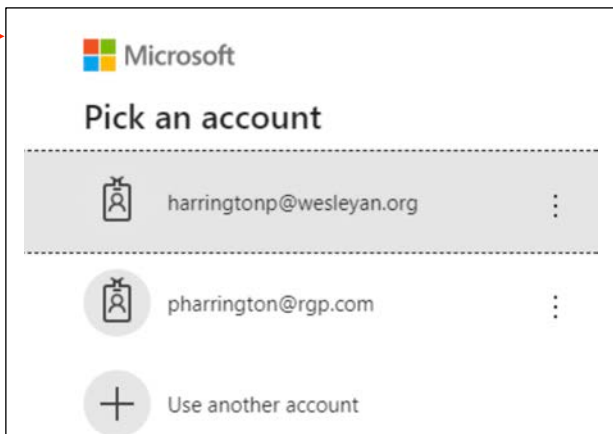 Microsoft
Pick an account
harringtonp@wesleyan.org
pharrington@rgp.com
Use another account